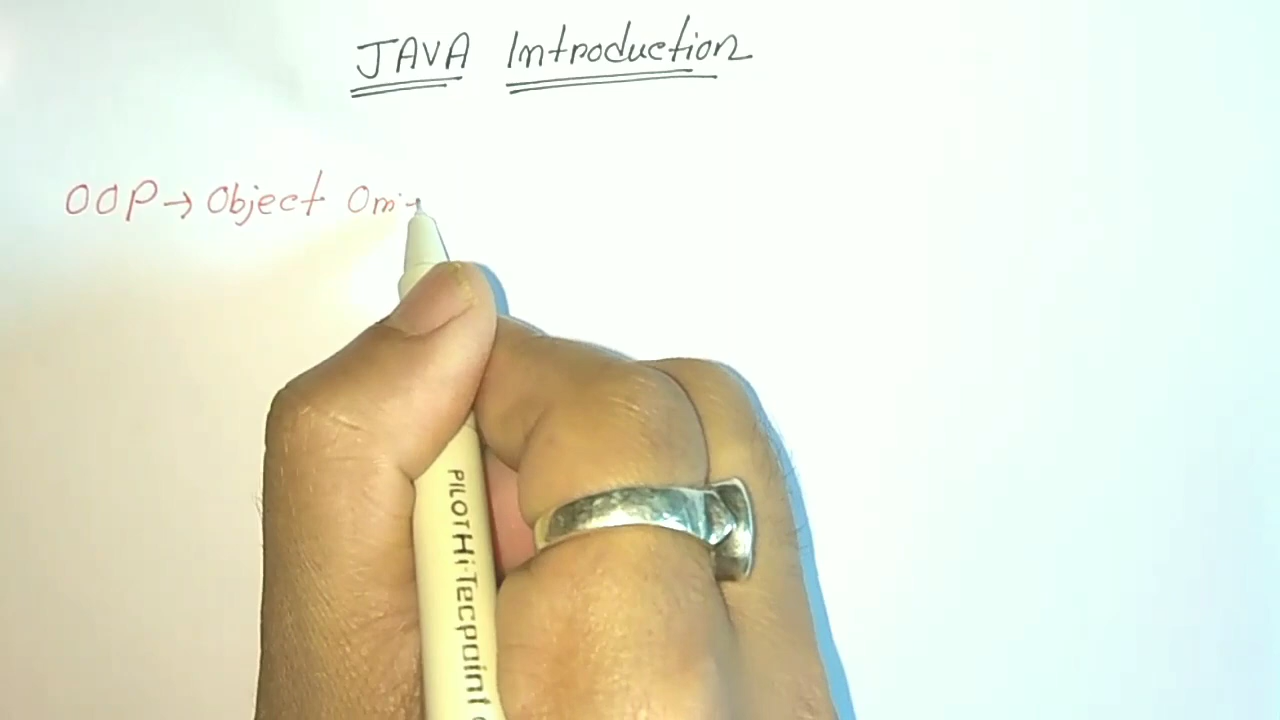 JAVA Introduction
OOP → Object
PILOT Hi-Tecpoint